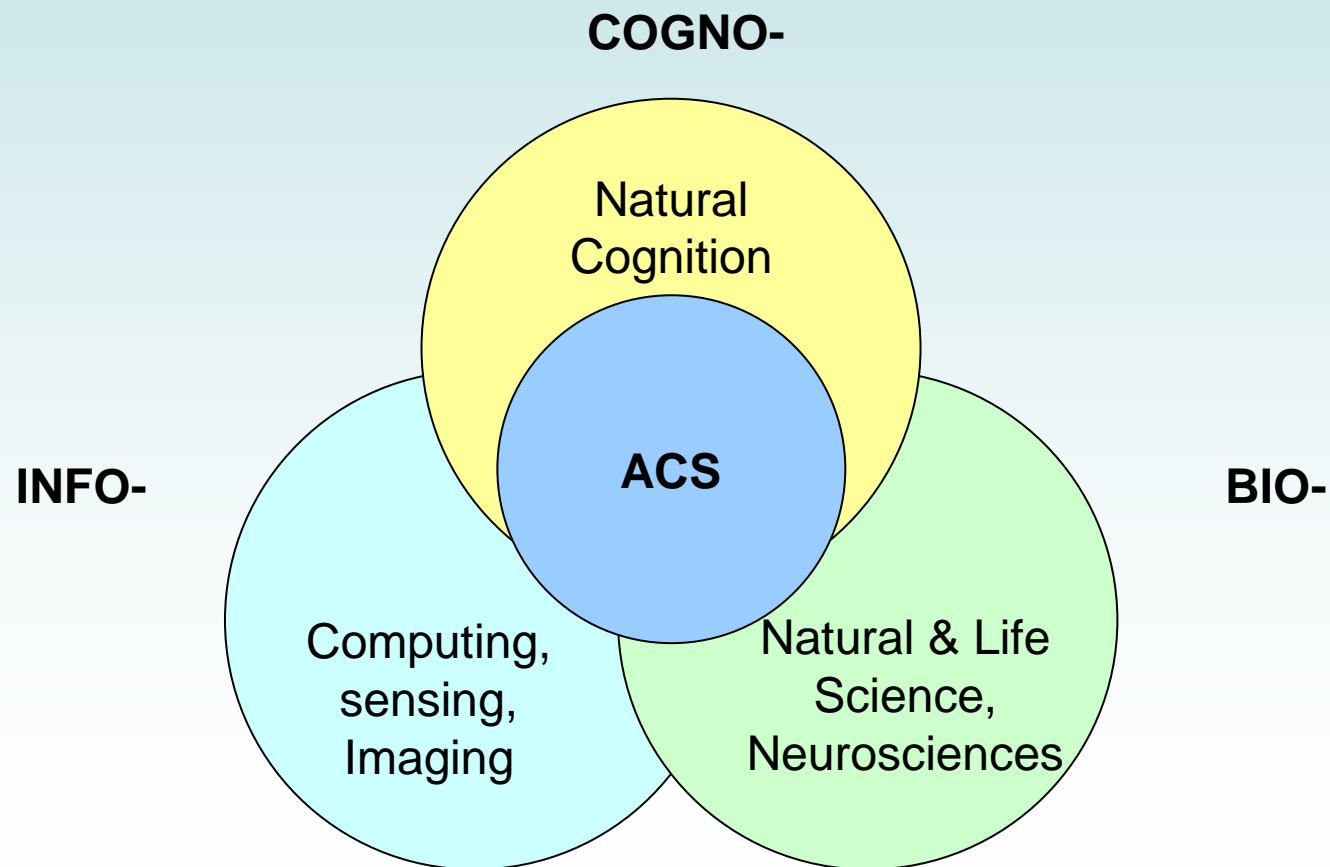 COGNO-
Natural
Cognition
ACS
INFO-
BIO-
Computing,
sensing,
Imaging
Natural & Life
Science,
Neurosciences